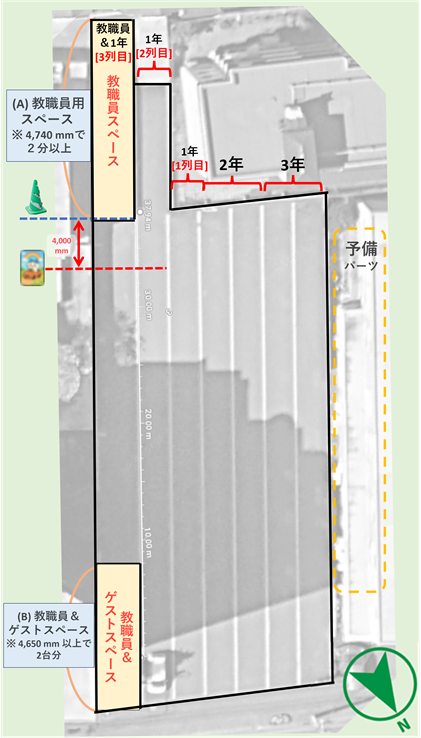 教職員
＆1年
[3列目]
1年
[2列目]
(A) 教職員用
スペース
※ 4,740 mmで
２分以上
教職員スペース
1年
[1列目]
2年
3年
4,000
mm
予備
パーツ
30.00 m
20.00 m
10.00 m
(B) 教職員＆
ゲストスペース
※ 4,650 mm 以上で
2台分
教職員＆
ゲストスペース
N